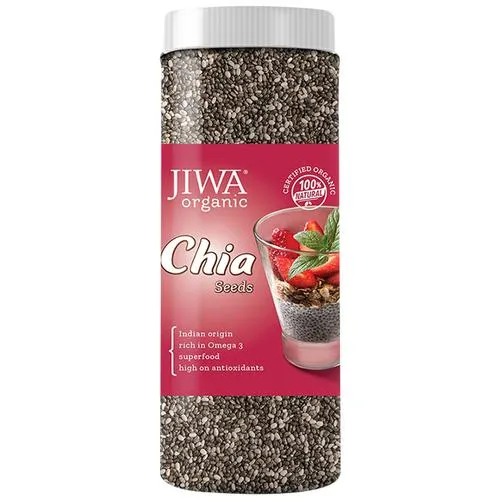 JIWA®
organic
CERTIFIED ORGANIC
100%
NATURAL
Chia
Seeds
Indian origin
rich in Omega 3
superfood
high on antioxidants